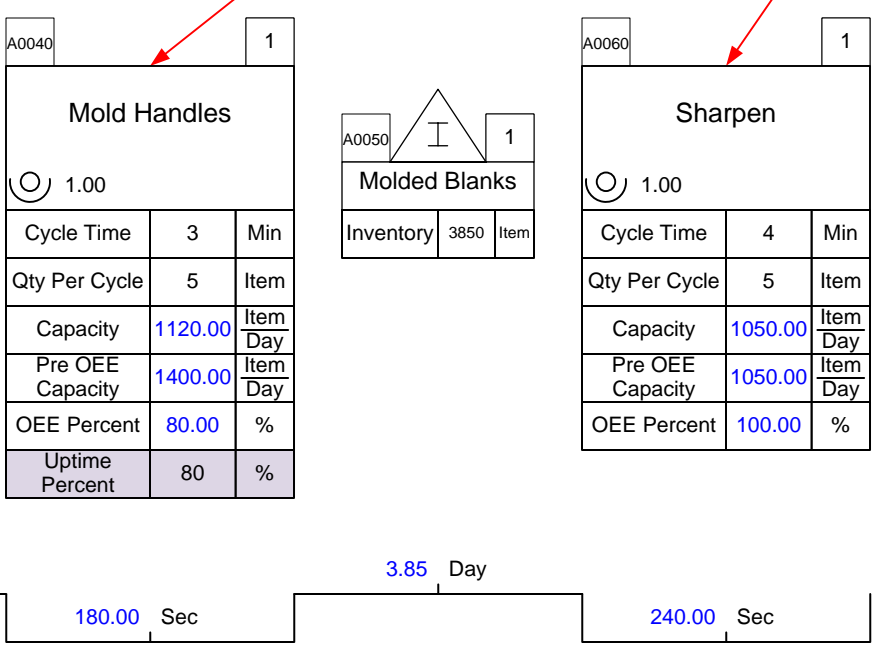 A0040
1
Mold Handles
1.00
Cycle Time 3 Min
Qty Per Cycle 5 Item
Capacity 1120.00 Item
Day
Pre OEE
Capacity 1400.00 Item
Day
OEE Percent 80.00 %
Uptime
Percent 80 %
A0050
I
1
Molded Blanks
Inventory 3850 Item
A0060
1
Sharpen
1.00
Cycle Time 4 Min
Qty Per Cycle 5 Item
Capacity 1050.00 Item
Day
Pre OEE
Capacity 1050.00 Item
Day
OEE Percent 100.00 %
3.85 Day
180.00 Sec
240.00 Sec